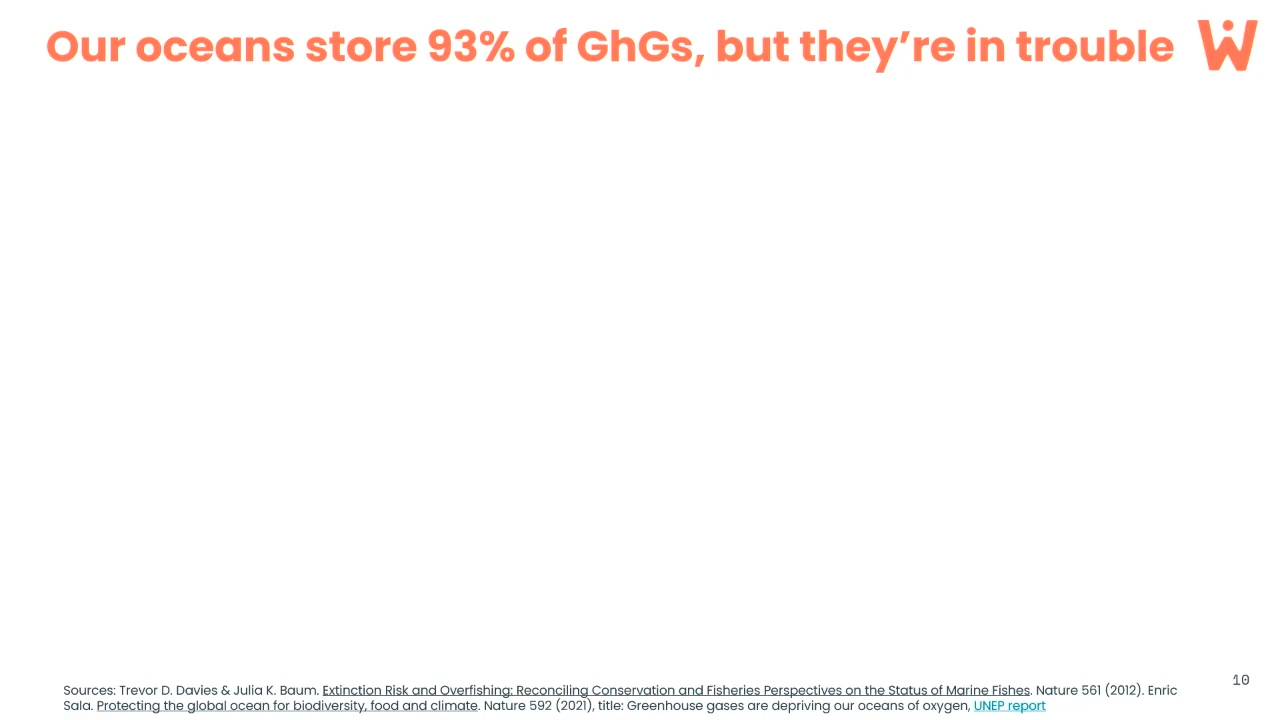 Our oceans store 93% of GhGs, but they’re in trouble
Sources: Trevor D. Davies & Julia K. Baum. Extinction Risk and Overfishing: Reconciling Conservation and Fisheries Perspectives on the Status of Marine Fishes. Nature 561 (2012). Enric
Sala. Protecting the global ocean for biodiversity, food and climate. Nature 592 (2021), title: Greenhouse gases are depriving our oceans of oxygen, UNEP report
10